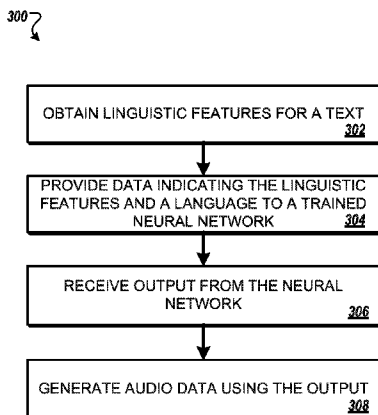 300
OBTAIN LINGUISTIC FEATURES FOR A TEXT
302
PROVIDE DATA INDICATING THE LINGUISTIC
FEATURES AND A LANGUAGE TO A TRAINED
NEURAL NETWORK
304
RECEIVE OUTPUT FROM THE NEURAL
NETWORK
306
GENERATE AUDIO DATA USING THE OUTPUT
308